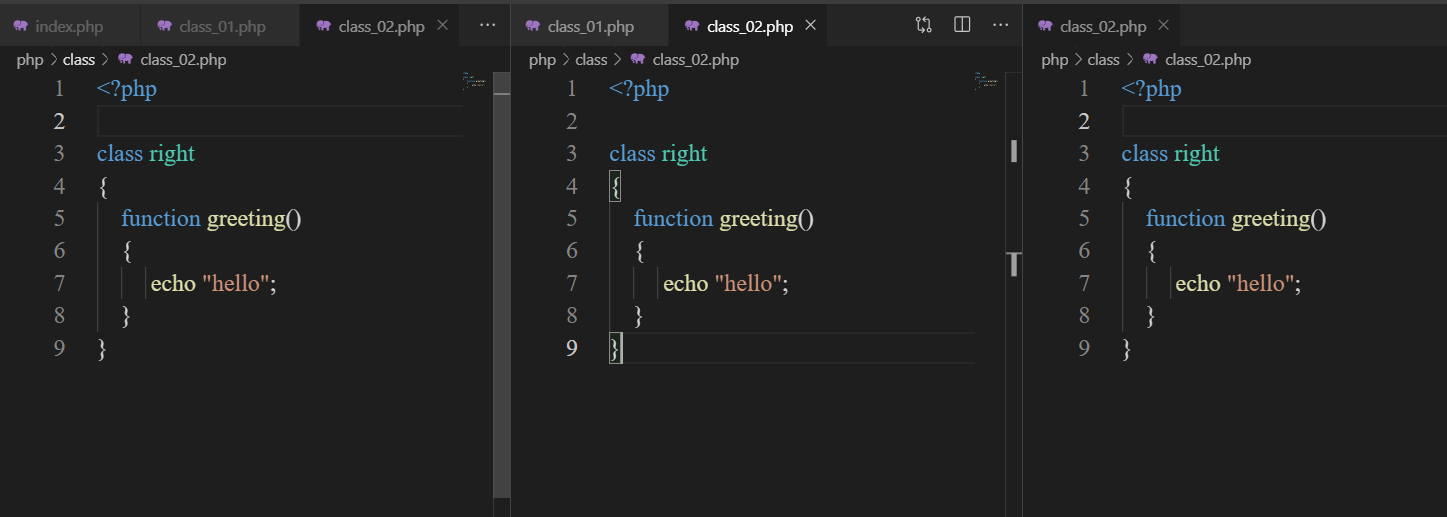 index.php class_01.php class_02.php
php > class > class_02.php
1 <?php
2
3 class right
4 {
5 function greeting()
6 {
7 echo "hello";
8 }
9 }
class_01.php class_02.php
php > class > class_02.php
1 <?php
2
3 class right
4 {
5 function greeting()
6 {
7 echo "hello";
8 }
9 }
class_02.php
php > class > class_02.php
1 <?php
2
3 class right
4 {
5 function greeting()
6 {
7 echo "hello";
8 }
9 }